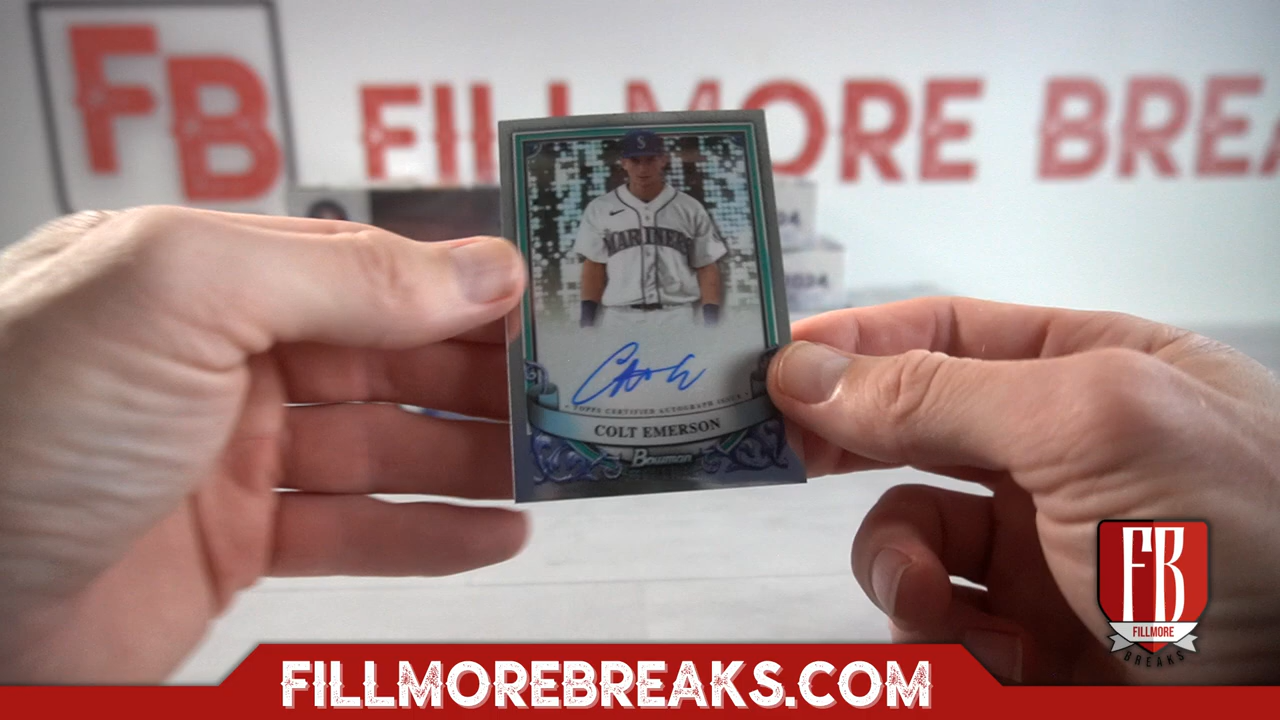 FB
FILLMORE BREA
S
MARINERS
TOPPS CERTIFIED AUTOGRAPH ISSUE
COLT EMERSON
Bowman
FB
FILLMORE
BREAKS
FILLMOREBREAKS.COM